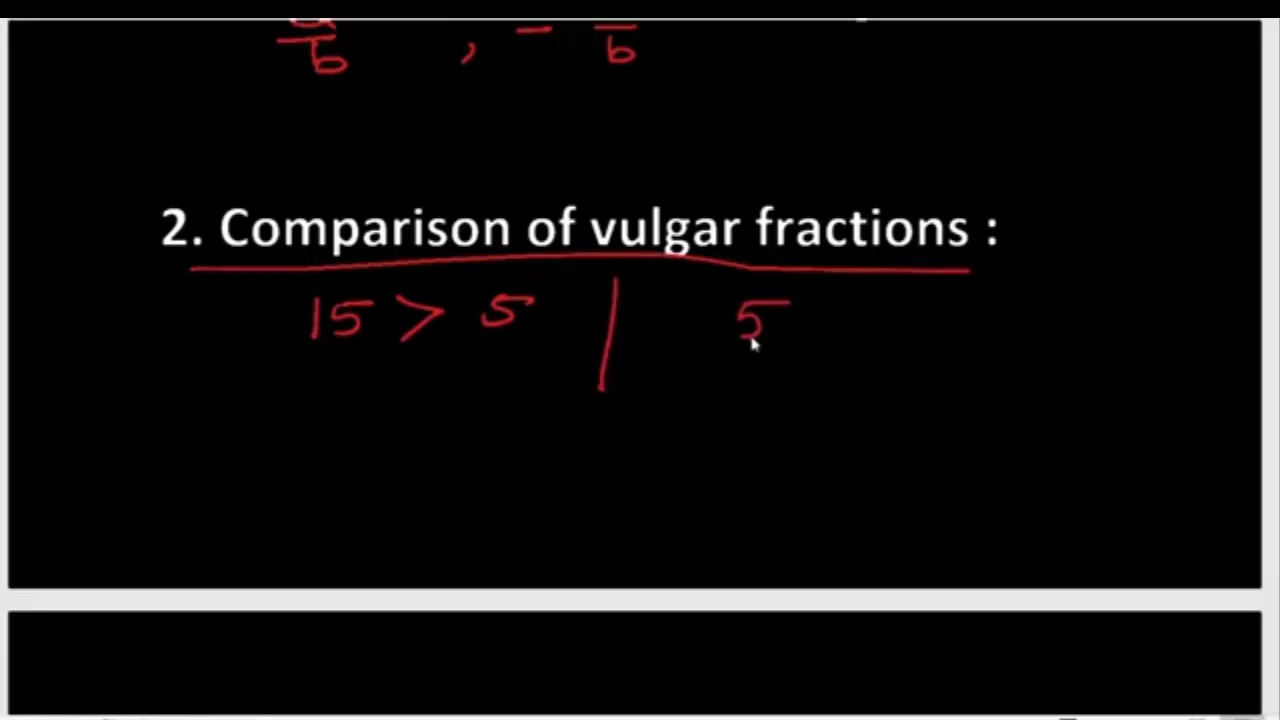 b , - b
2. Comparison of vulgar fractions :
15 > 5 | 5